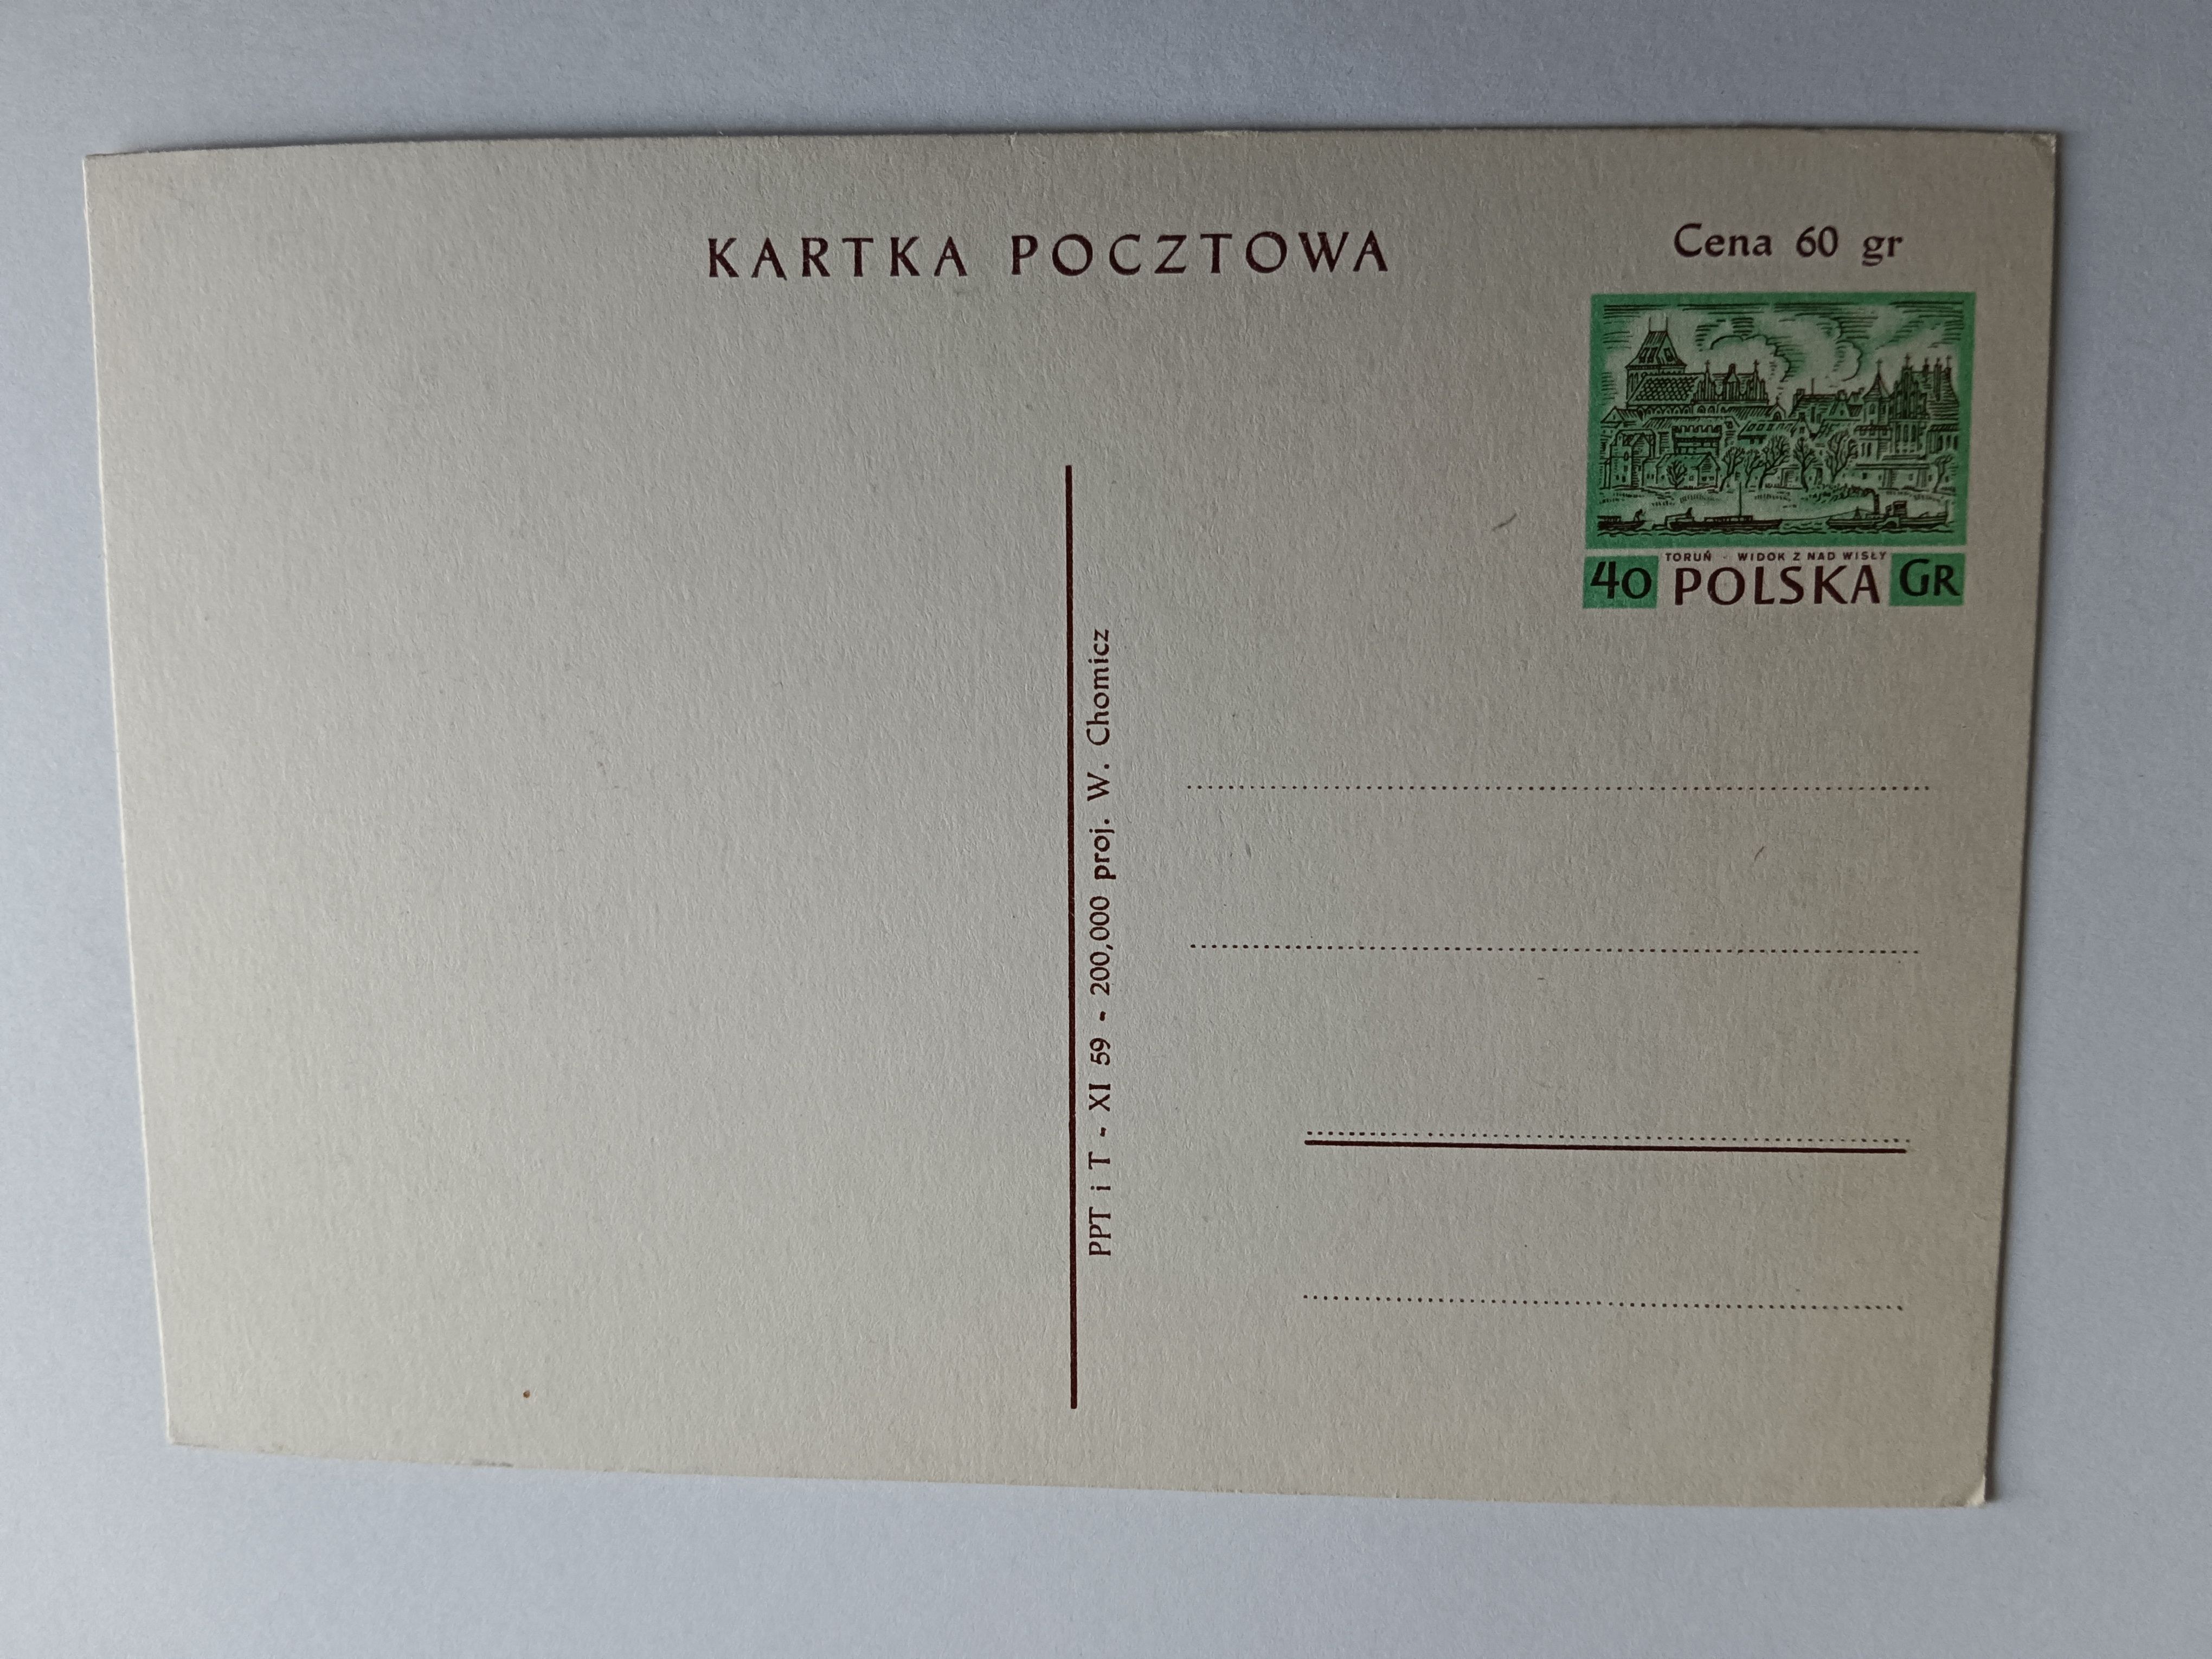 KARTKA POCZTOWA
Cena 60 gr
TORUŃ - WIDOK Z NAD WISŁY
40 POLSKA GR
PPT i T - XI 59 - 200,000 proj. W. Chomicz